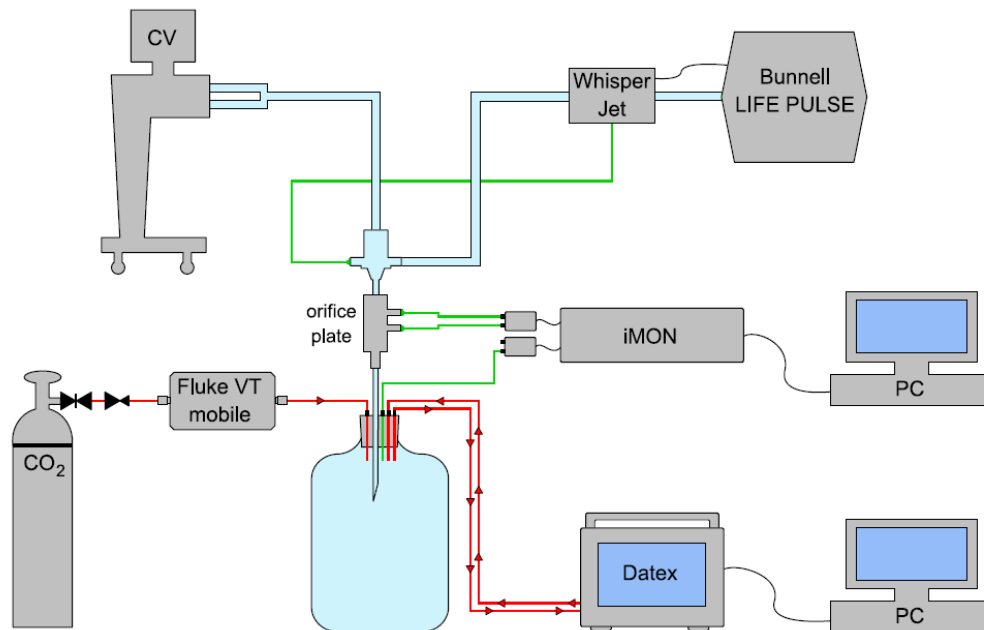 CV
Whisper
Jet
Bunnell
LIFE PULSE
orifice
plate
iMON
PC
Fluke VT
mobile
CO₂
Datex
PC